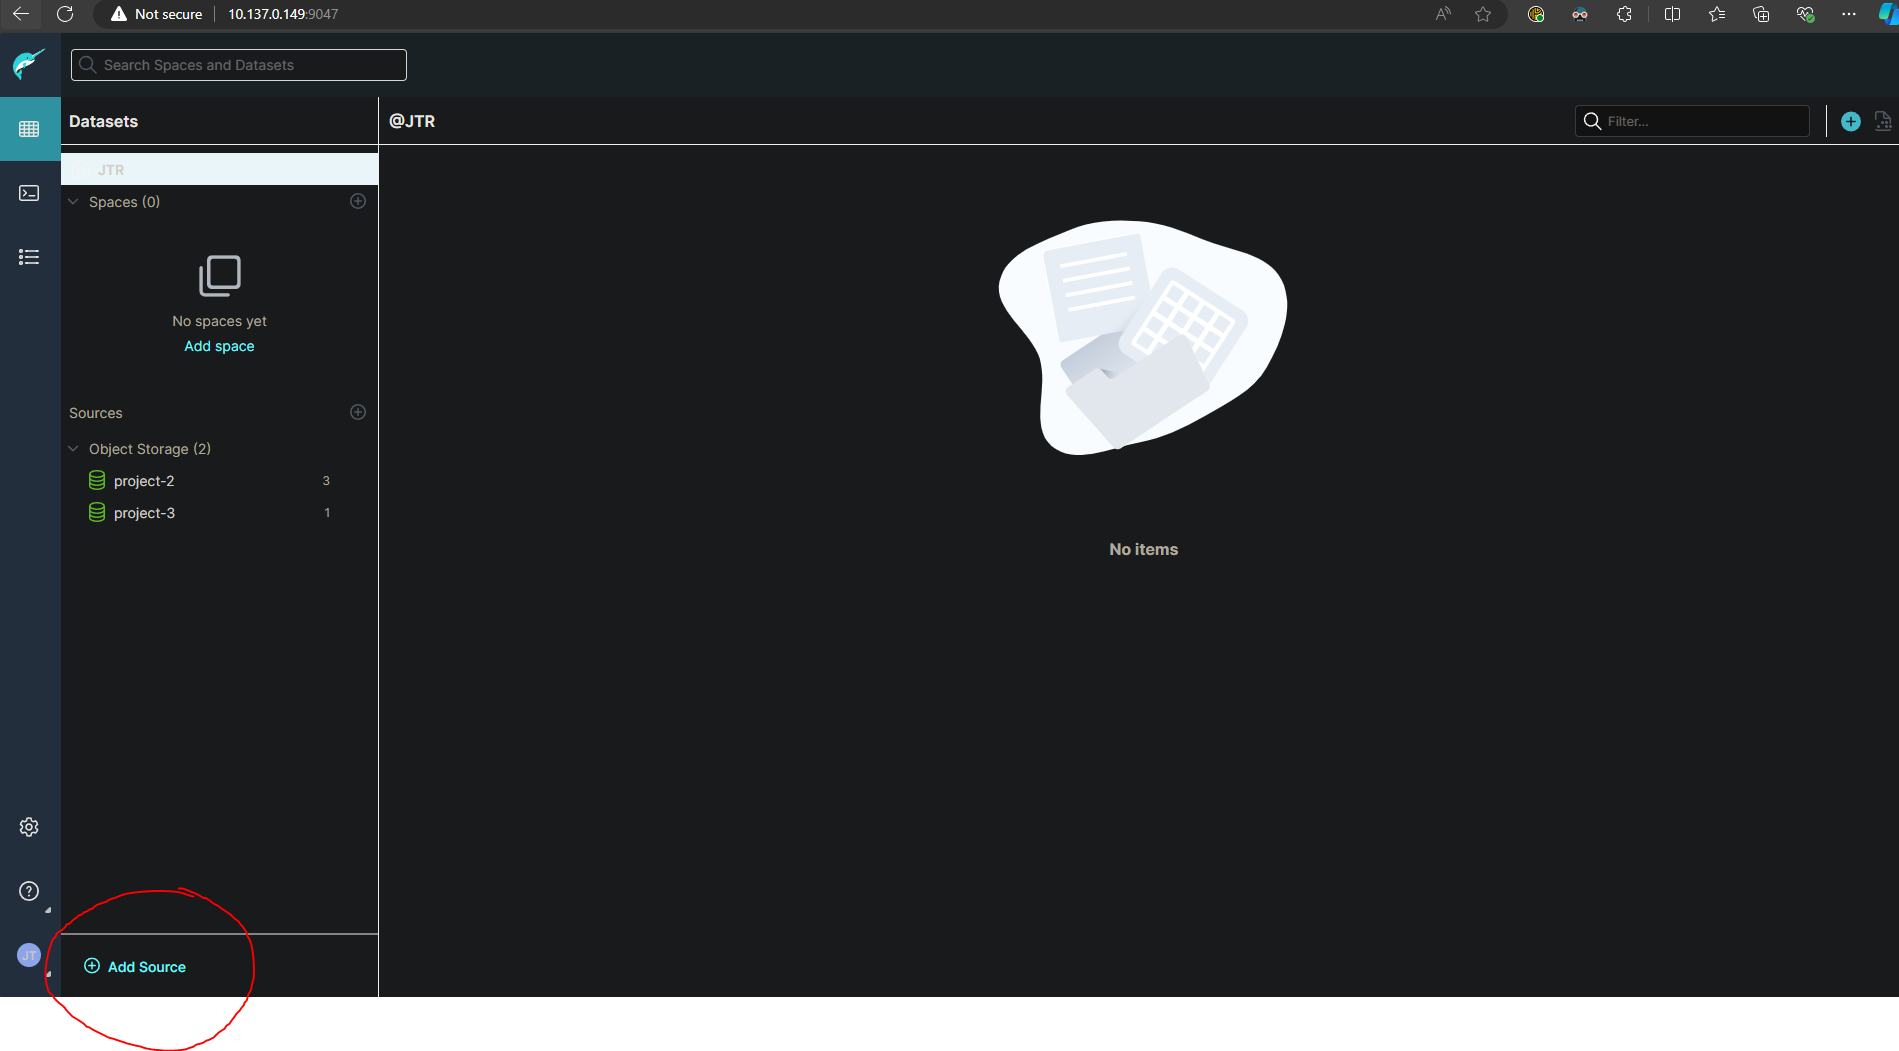 Not secure 10.137.0.149:9047
Search Spaces and Datasets
Datasets
@JTR
Filter...
JTR
Spaces (0)
No spaces yet
Add space
Sources
Object Storage (2)
project-2 3
project-3 1
No items
JT
Add Source